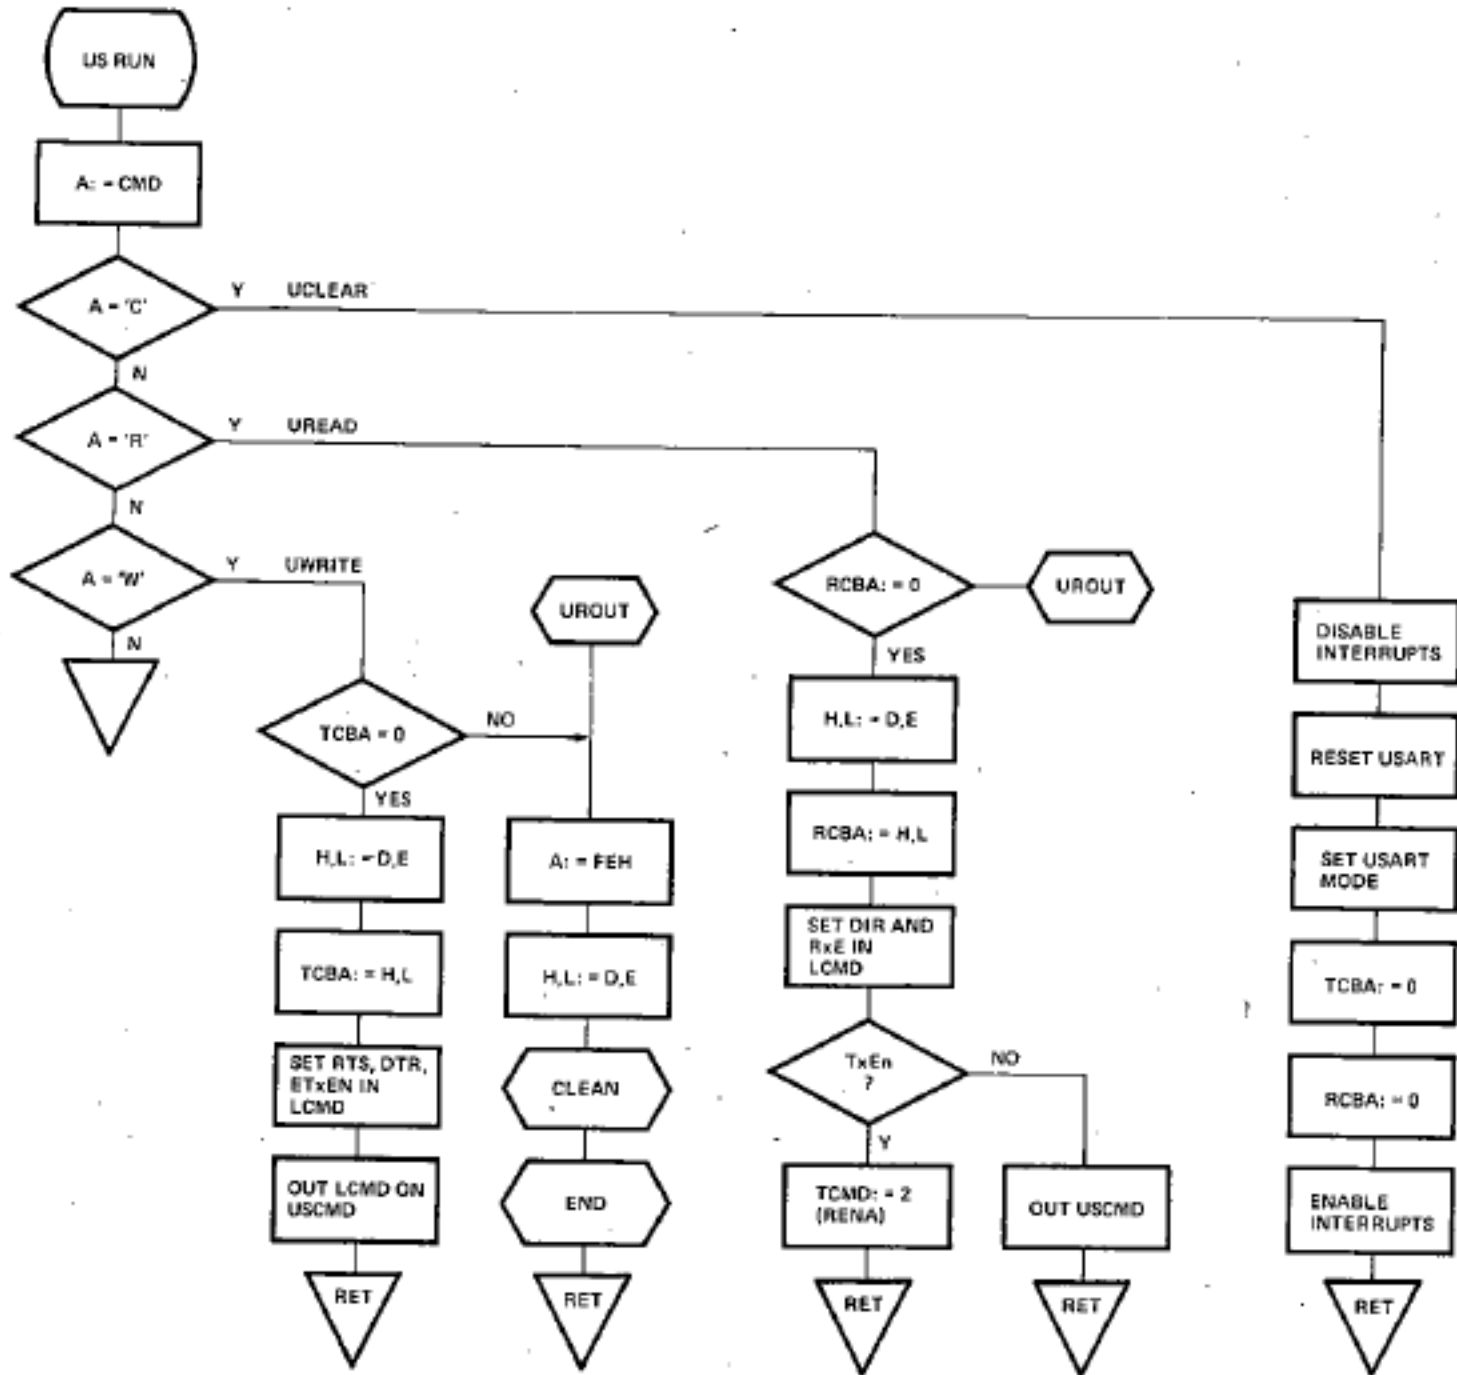 US RUN
A: = CMD
A = 'C'
Y UCLEAR
N
A = 'R'
Y UREAD
N
A = 'W'
Y UWRITE
N
TCBA = 0
NO
YES
H,L: = D,E
TCBA: = H,L
SET RTS, DTR,
ETxEN IN
LCMD
OUT LCMD ON
USCMD
RET
UROUT
A: = FEH
H,L: = D,E
CLEAN
END
RET
RCBA: = 0
UROUT
YES
H,L: = D,E
RCBA: = H,L
SET DIR AND
RxE IN
LCMD
TxEn
?
NO
Y
TCMD: = 2
(RENA)
RET
OUT USCMD
RET
DISABLE
INTERRUPTS
RESET USART
SET USART
MODE
TCBA: = 0
RCBA: = 0
ENABLE
INTERRUPTS
RET